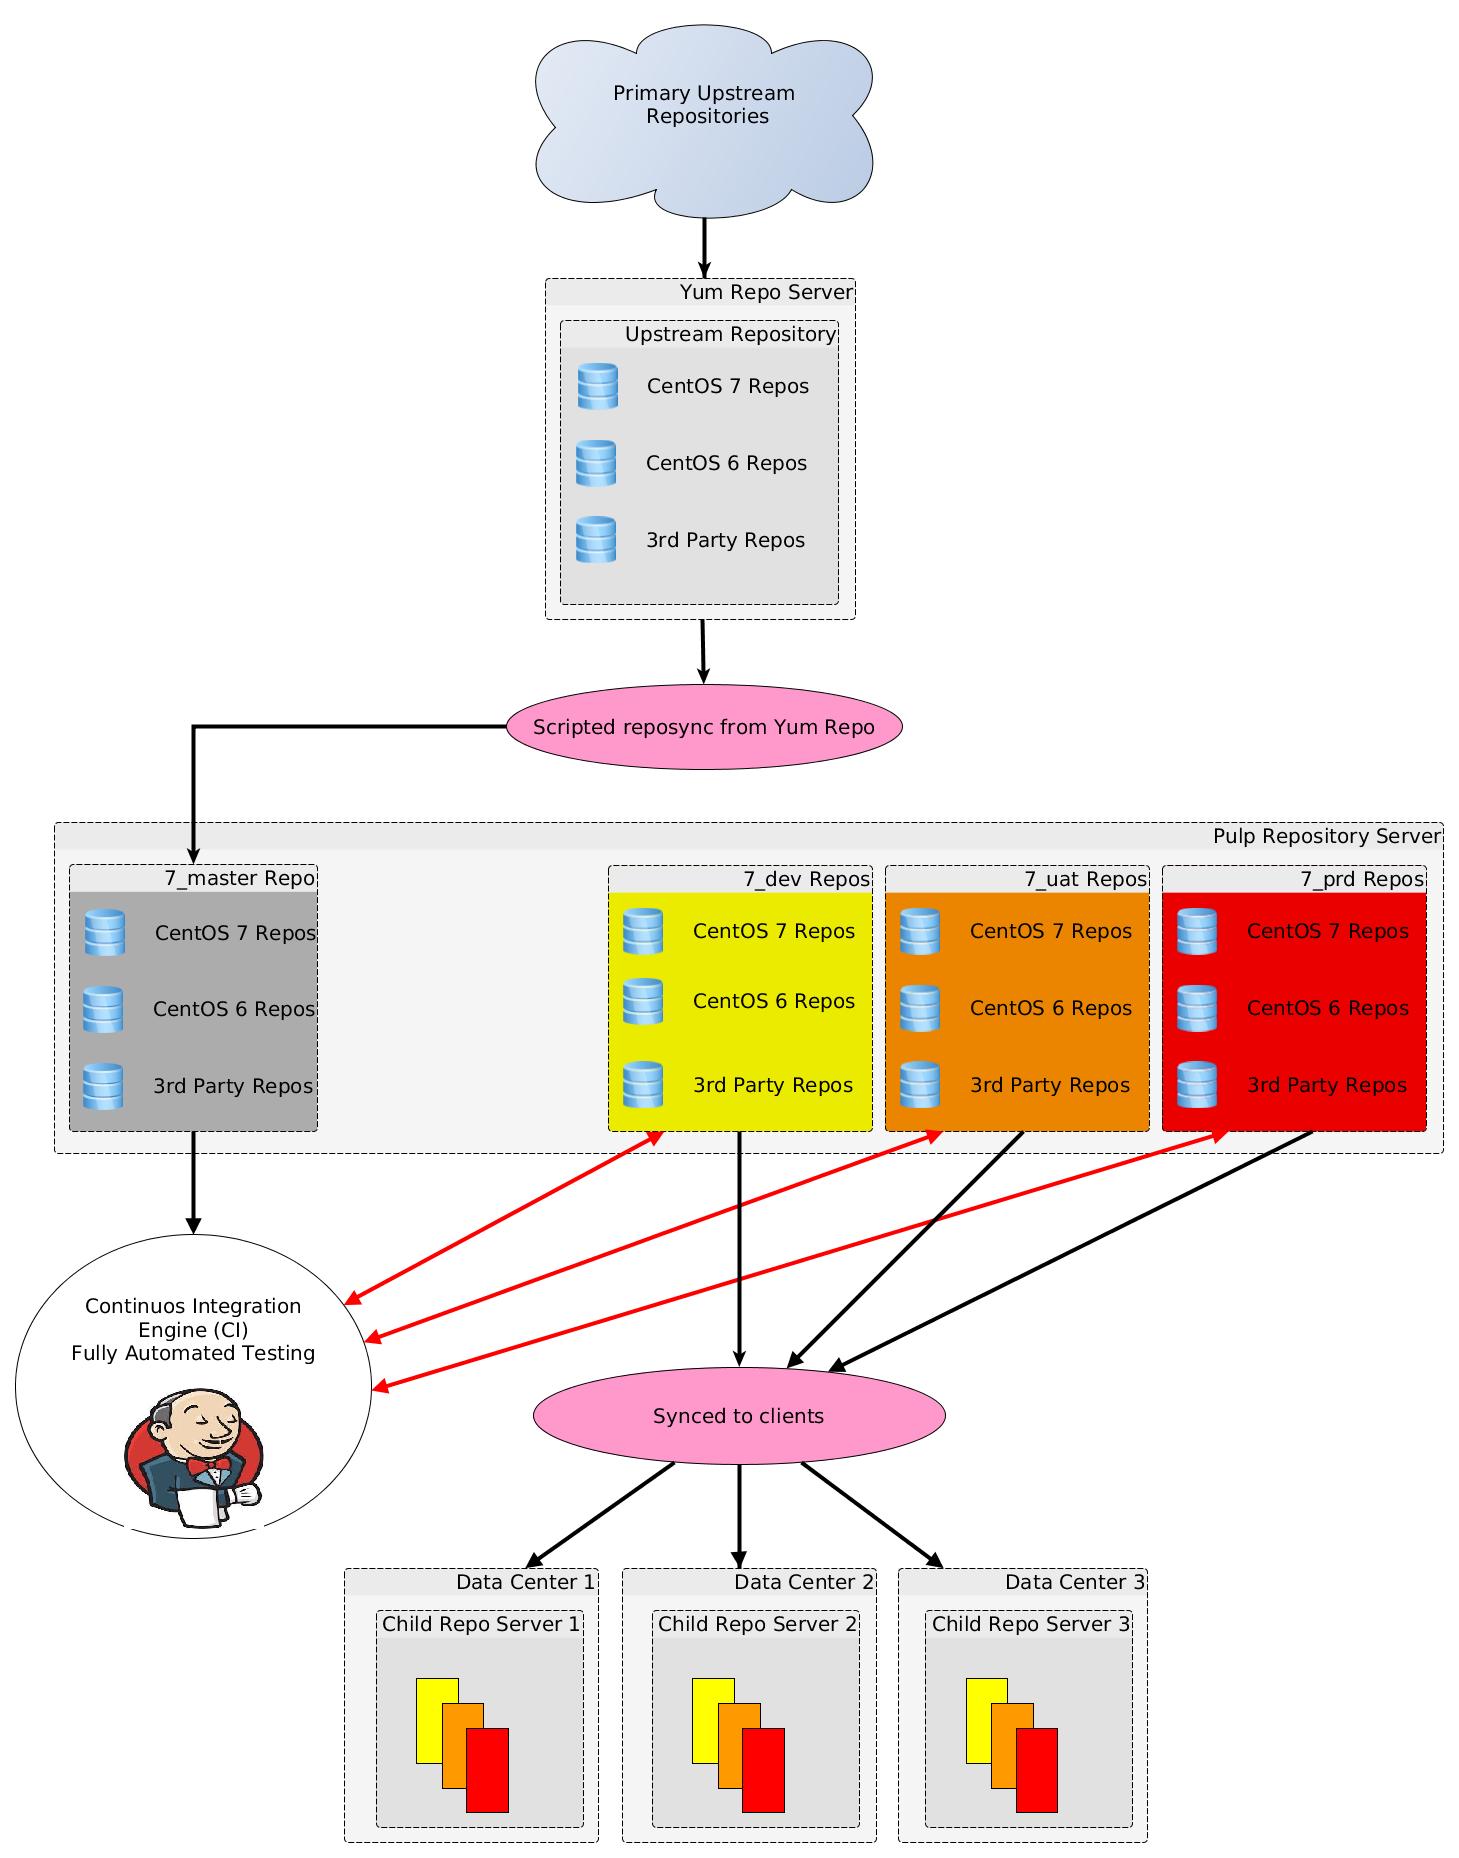 Primary Upstream
Repositories
Yum Repo Server
Upstream Repository
CentOS 7 Repos
CentOS 6 Repos
3rd Party Repos
Scripted reposync from Yum Repo
Pulp Repository Server
7_master Repo
CentOS 7 Repos
CentOS 6 Repos
3rd Party Repos
7_dev Repos
CentOS 7 Repos
CentOS 6 Repos
3rd Party Repos
7_uat Repos
CentOS 7 Repos
CentOS 6 Repos
3rd Party Repos
7_prd Repos
CentOS 7 Repos
CentOS 6 Repos
3rd Party Repos
Continuos Integration
Engine (CI)
Fully Automated Testing
Synced to clients
Data Center 1
Child Repo Server 1
Data Center 2
Child Repo Server 2
Data Center 3
Child Repo Server 3